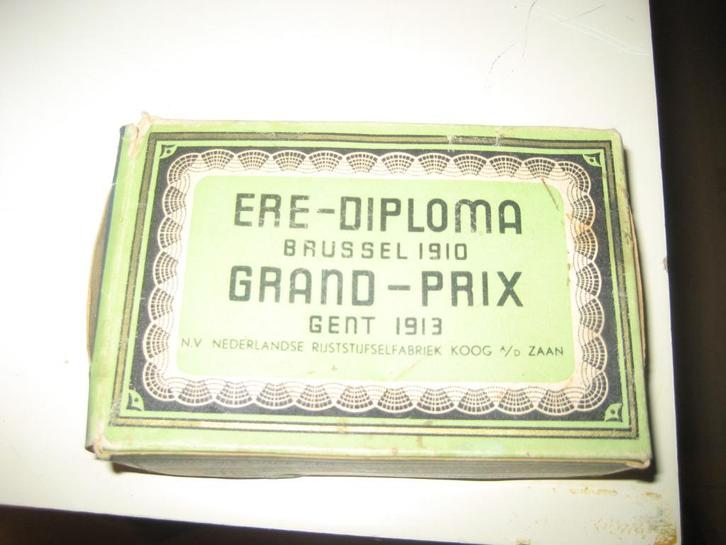 ERE-DIPLOMA
BRUSSEL 1910
GRAND-PRIX
GENT 1913
N.V NEDERLANDSE RIJSTSTIJFSELFABRIEK KOOG A/D ZAAN